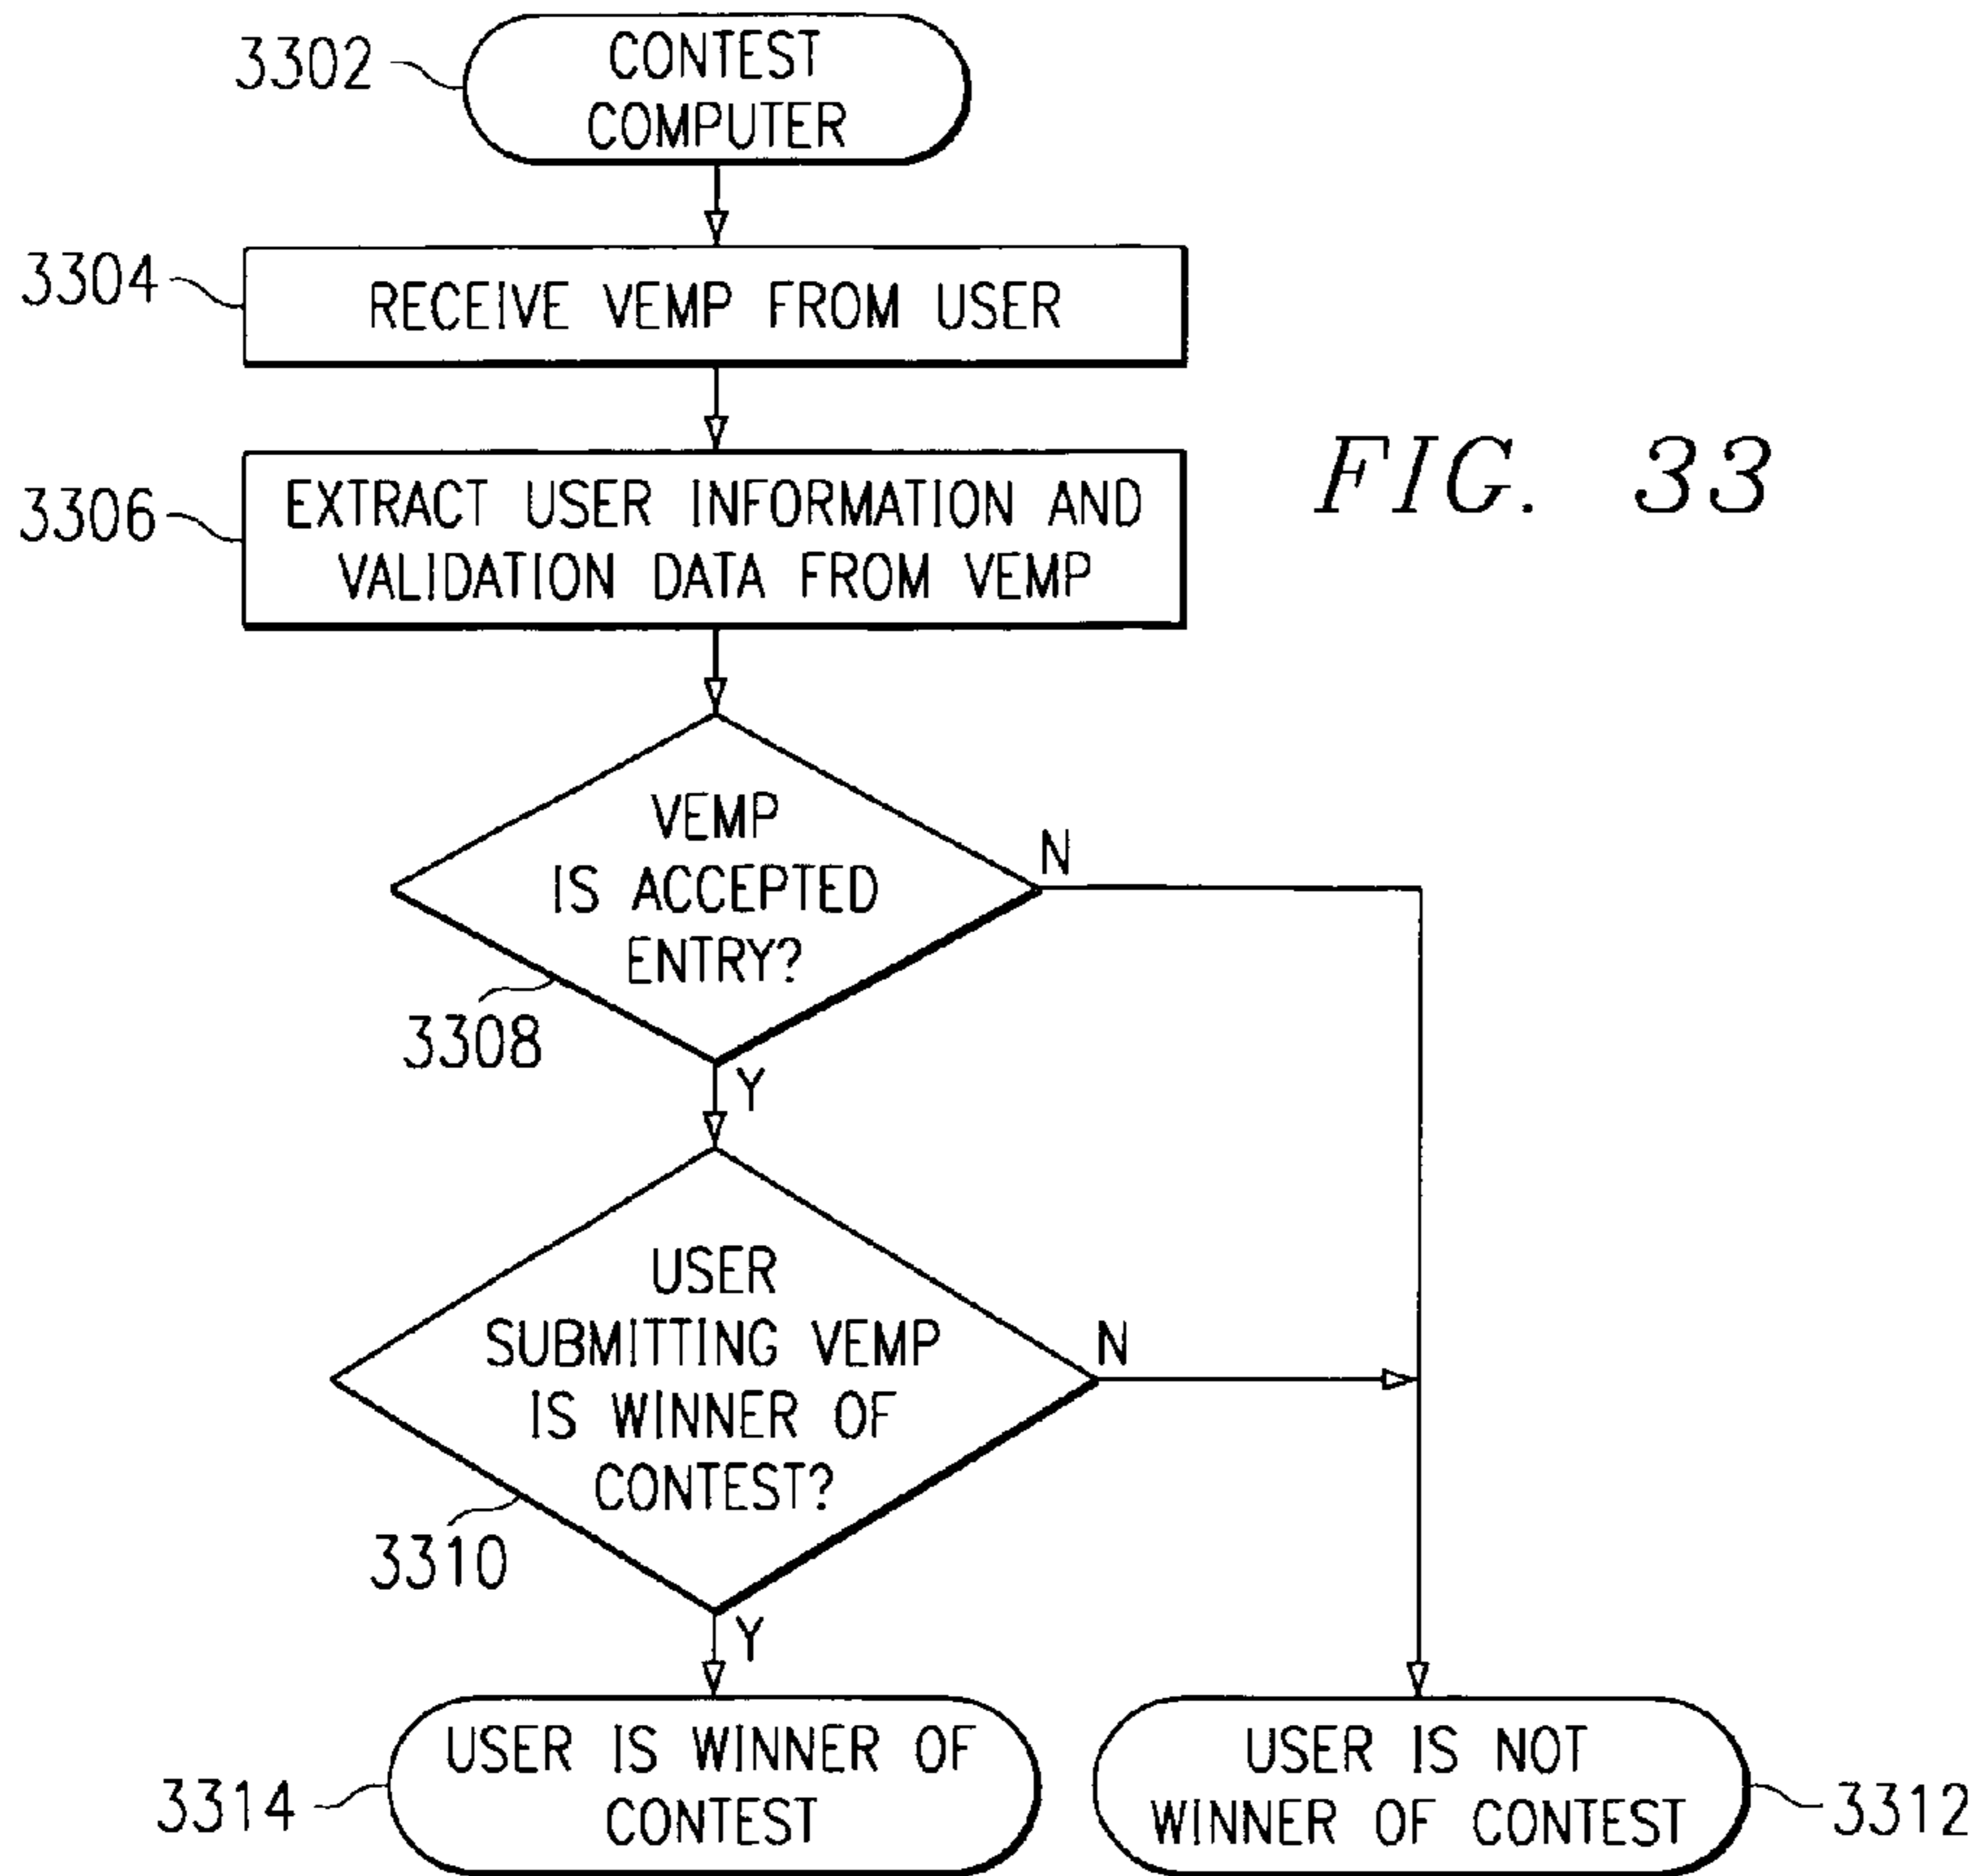 3302
CONTEST
COMPUTER
3304
RECEIVE VEMP FROM USER
3306
EXTRACT USER INFORMATION AND
VALIDATION DATA FROM VEMP
FIG. 33
VEMP
IS ACCEPTED
ENTRY?
N
3308
Y
USER
SUBMITTING VEMP
IS WINNER OF
CONTEST?
N
3310
Y
3314
USER IS WINNER OF
CONTEST
USER IS NOT
WINNER OF CONTEST
3312